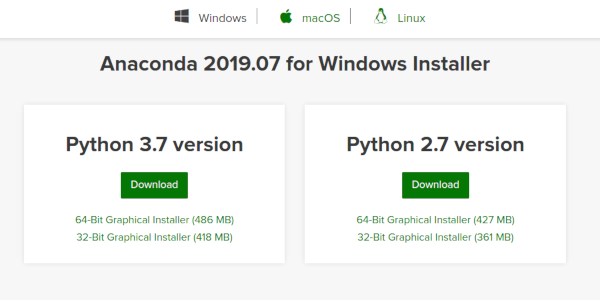 Windows macOS Linux
Anaconda 2019.07 for Windows Installer
Python 3.7 version
Download
64-Bit Graphical Installer (486 MB)
32-Bit Graphical Installer (418 MB)
Python 2.7 version
Download
64-Bit Graphical Installer (427 MB)
32-Bit Graphical Installer (361 MB)